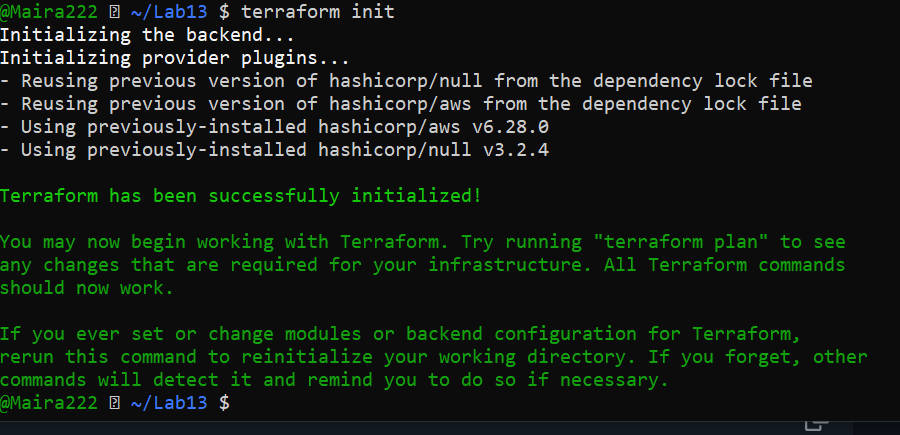 @Maira222 ~/Lab13 $ terraform init
Initializing the backend...
Initializing provider plugins...
- Reusing previous version of hashicorp/null from the dependency lock file
- Reusing previous version of hashicorp/aws from the dependency lock file
- Using previously-installed hashicorp/aws v6.28.0
- Using previously-installed hashicorp/null v3.2.4
Terraform has been successfully initialized!
You may now begin working with Terraform. Try running "terraform plan" to see
any changes that are required for your infrastructure. All Terraform commands
should now work.
If you ever set or change modules or backend configuration for Terraform,
rerun this command to reinitialize your working directory. If you forget, other
commands will detect it and remind you to do so if necessary.
@Maira222 ~/Lab13 $